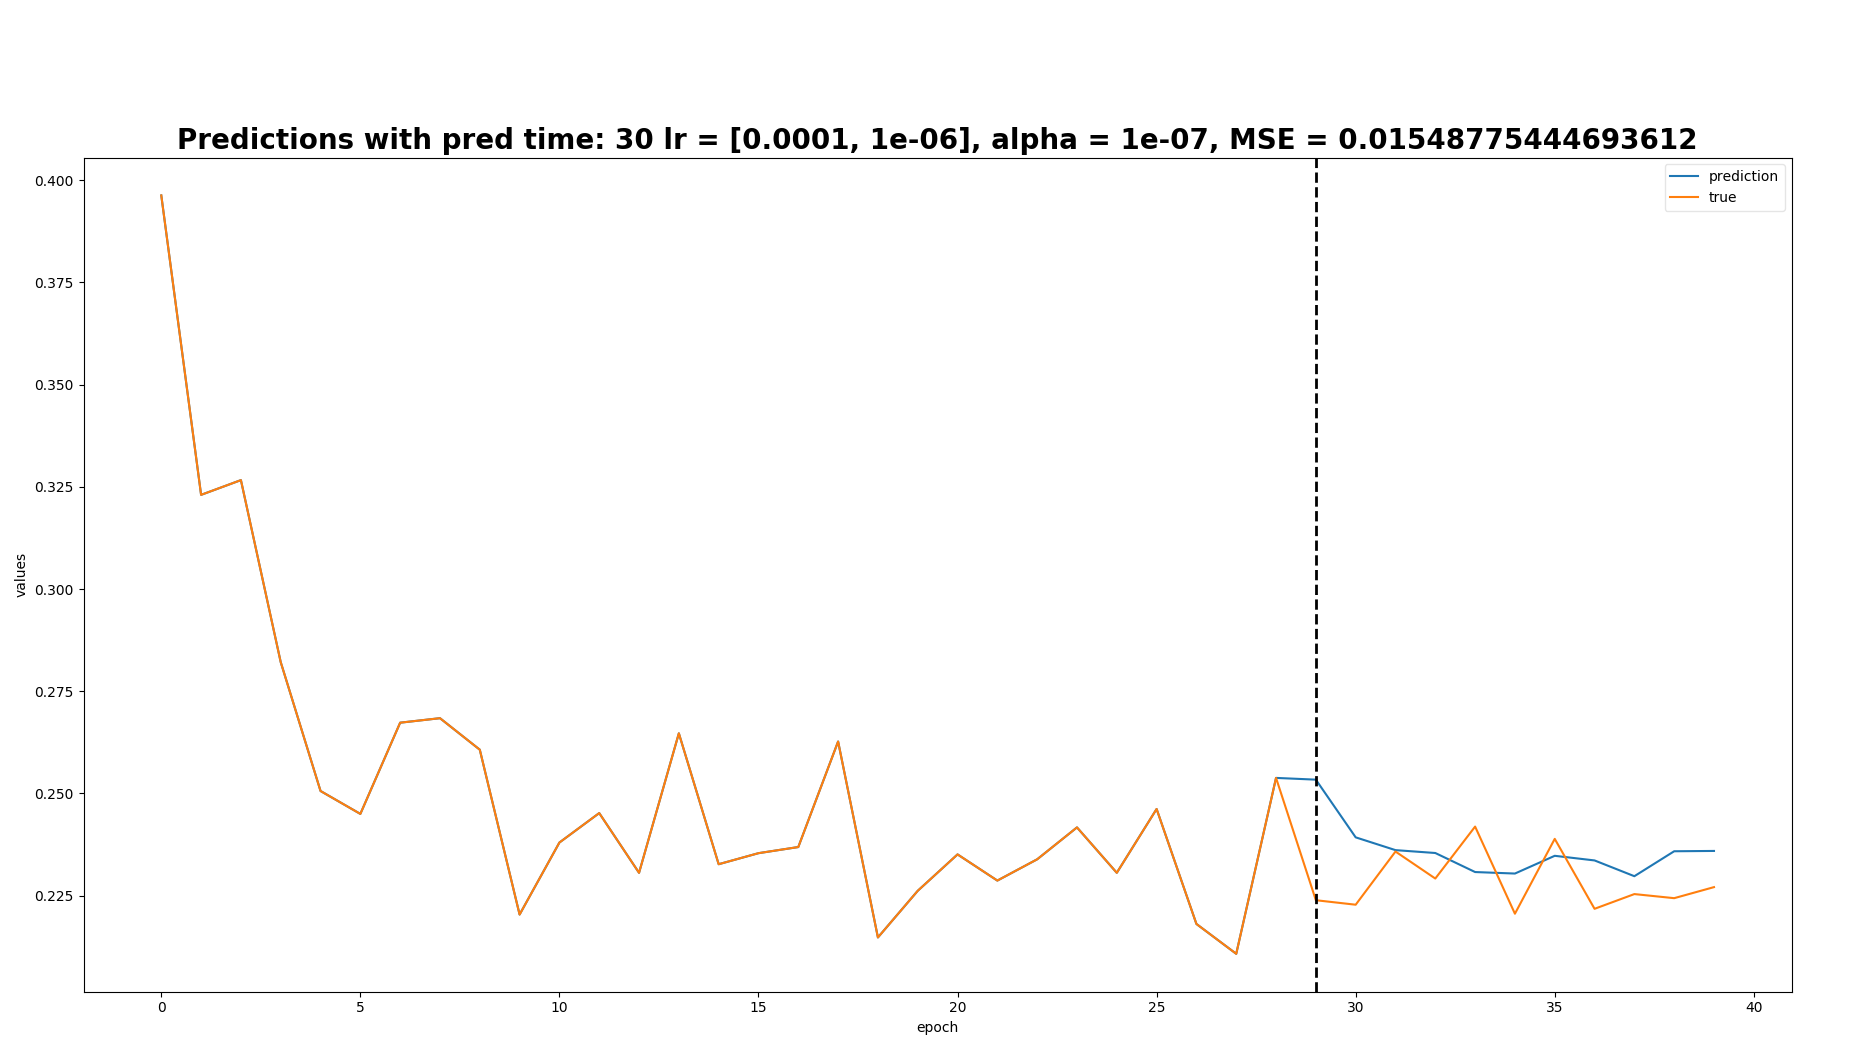 Predictions with pred time: 30 lr = [0.0001, 1e-06], alpha = 1e-07, MSE = 0.01548775444693612
prediction
true
0.400
0.375
0.350
0.325
0.300
0.275
0.250
0.225
values
0 5 10 15 20 25 30 35 40
epoch